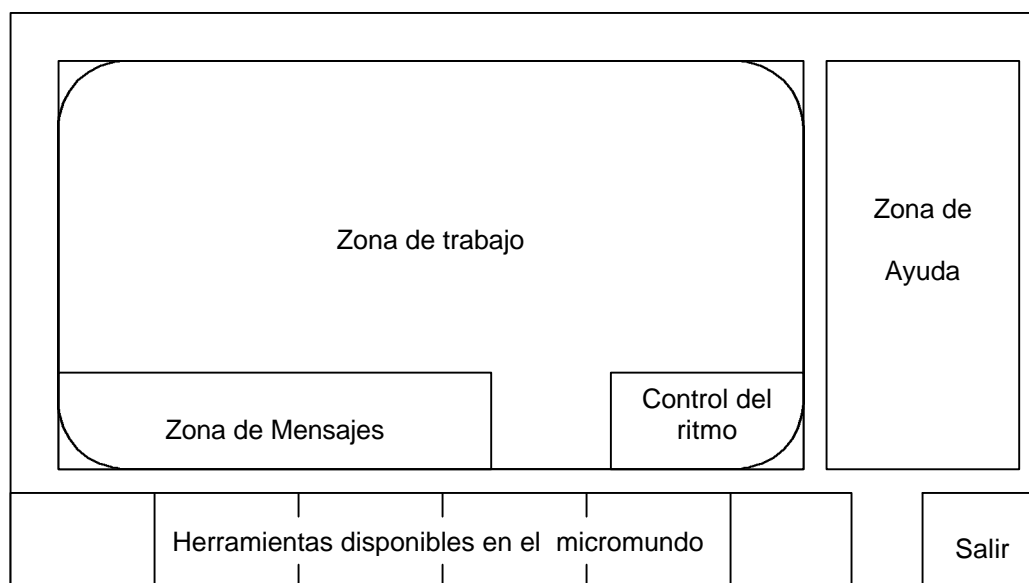 Zona de trabajo
Zona de
Ayuda
Zona de Mensajes
Control del
ritmo
Herramientas disponibles en el micromundo
Salir